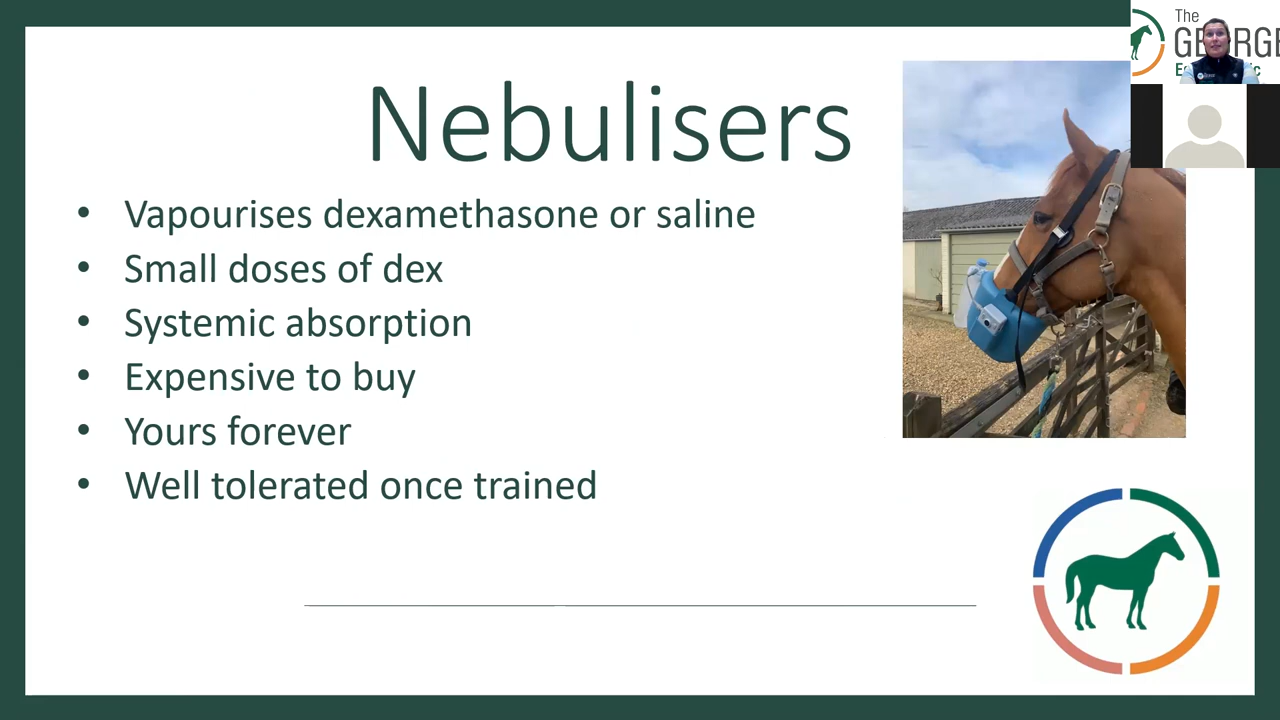 The
Nebulisers
• Vapourises dexamethasone or saline
• Small doses of dex
• Systemic absorption
• Expensive to buy
• Yours forever
• Well tolerated once trained